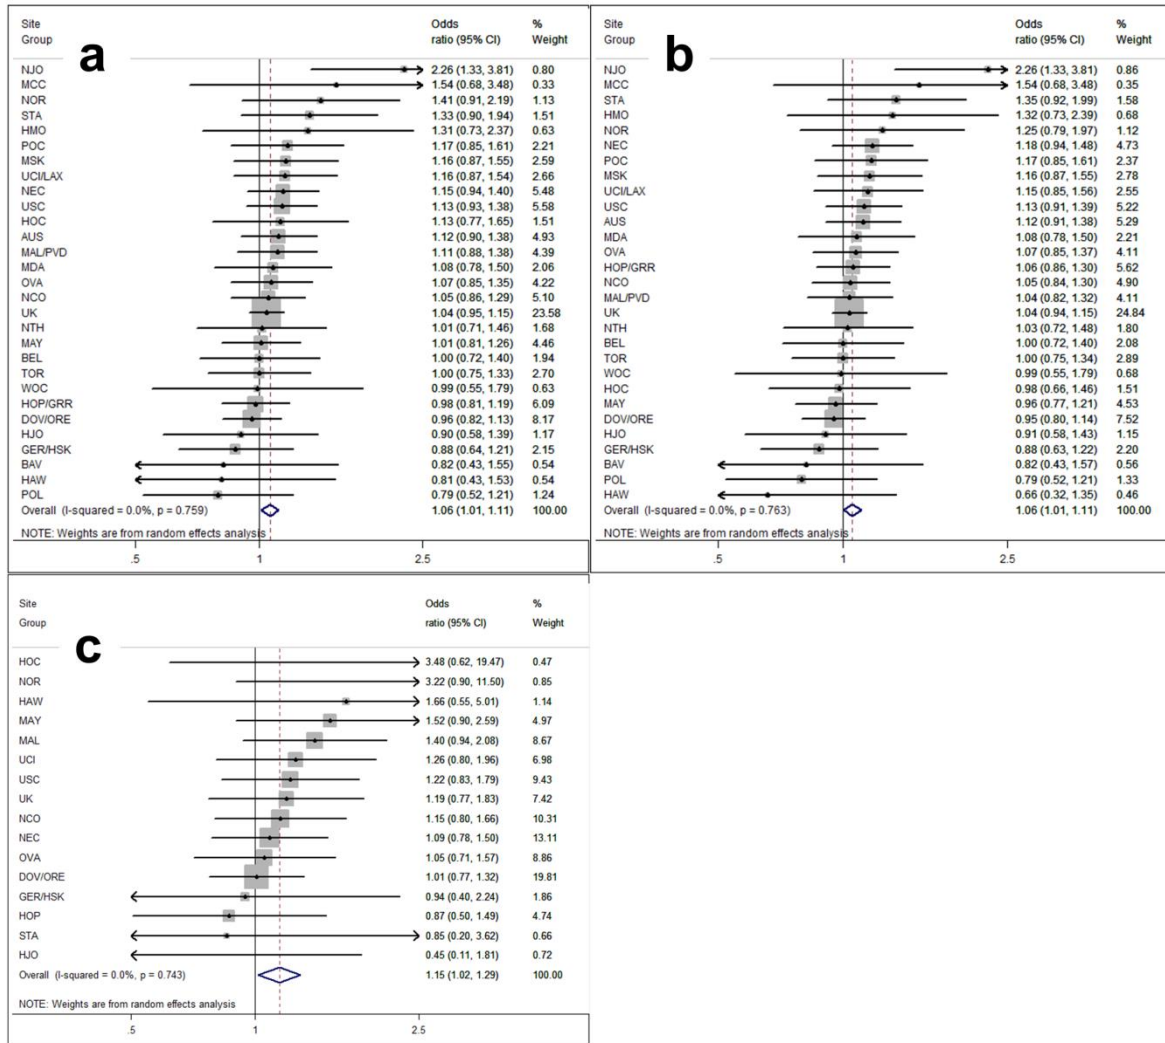 a
Site Odds %
Group ratio (95% CI) Weight
NJO 2.26 (1.33, 3.81) 0.80
MCC 1.54 (0.68, 3.48) 0.33
NOR 1.41 (0.91, 2.19) 1.13
STA 1.33 (0.90, 1.94) 1.51
HMO 1.31 (0.73, 2.37) 0.63
POC 1.17 (0.85, 1.61) 2.21
MSK 1.16 (0.87, 1.55) 2.59
UCI/LAX 1.16 (0.87, 1.54) 2.66
NEC 1.15 (0.94, 1.40) 5.48
USC 1.13 (0.93, 1.38) 5.58
HOC 1.13 (0.77, 1.65) 1.51
AUS 1.12 (0.90, 1.38) 4.93
MAL/PVD 1.11 (0.88, 1.38) 4.39
MDA 1.08 (0.78, 1.50) 2.06
OVA 1.07 (0.85, 1.35) 4.22
NCO 1.05 (0.86, 1.29) 5.10
UK 1.04 (0.95, 1.15) 23.58
NTH 1.01 (0.71, 1.46) 1.68
MAY 1.01 (0.81, 1.26) 4.46
BEL 1.00 (0.72, 1.40) 1.94
TOR 1.00 (0.75, 1.33) 2.70
WOC 0.99 (0.55, 1.79) 0.63
HOP/GRR 0.98 (0.81, 1.19) 6.09
DOV/ORE 0.96 (0.82, 1.13) 8.17
HJO 0.90 (0.58, 1.39) 1.17
GER/HSK 0.88 (0.64, 1.21) 2.15
BAV 0.82 (0.43, 1.55) 0.54
HAW 0.81 (0.43, 1.53) 0.54
POL 0.79 (0.52, 1.21) 1.24
Overall (I-squared = 0.0%, p = 0.759) 1.06 (1.01, 1.11) 100.00
NOTE: Weights are from random effects analysis
.5 1 2.5
b
Site Odds %
Group ratio (95% CI) Weight
NJO 2.26 (1.33, 3.81) 0.86
MCC 1.54 (0.68, 3.48) 0.35
STA 1.35 (0.92, 1.99) 1.58
HMO 1.32 (0.73, 2.39) 0.68
NOR 1.25 (0.79, 1.97) 1.12
NEC 1.18 (0.94, 1.48) 4.73
POC 1.17 (0.85, 1.61) 2.37
MSK 1.16 (0.87, 1.55) 2.78
UCI/LAX 1.15 (0.85, 1.56) 2.55
USC 1.13 (0.91, 1.39) 5.22
AUS 1.12 (0.91, 1.38) 5.29
MDA 1.08 (0.78, 1.50) 2.21
OVA 1.07 (0.85, 1.37) 4.11
HOP/GRR 1.06 (0.86, 1.30) 5.62
NCO 1.05 (0.84, 1.30) 4.90
MAL/PVD 1.04 (0.82, 1.32) 4.11
UK 1.04 (0.94, 1.15) 24.84
NTH 1.03 (0.72, 1.48) 1.80
BEL 1.00 (0.72, 1.40) 2.08
TOR 1.00 (0.75, 1.34) 2.89
WOC 0.99 (0.55, 1.79) 0.68
HOC 0.98 (0.66, 1.46) 1.51
MAY 0.96 (0.77, 1.21) 4.53
DOV/ORE 0.95 (0.80, 1.14) 7.52
HJO 0.91 (0.58, 1.43) 1.15
GER/HSK 0.88 (0.63, 1.22) 2.20
BAV 0.82 (0.43, 1.57) 0.56
POL 0.79 (0.52, 1.21) 1.33
HAW 0.66 (0.32, 1.35) 0.46
Overall (I-squared = 0.0%, p = 0.763) 1.06 (1.01, 1.11) 100.00
NOTE: Weights are from random effects analysis
.5 1 2.5
c
Site Odds %
Group ratio (95% CI) Weight
HOC 3.48 (0.62, 19.47) 0.47
NOR 3.22 (0.90, 11.50) 0.85
HAW 1.66 (0.55, 5.01) 1.14
MAY 1.52 (0.90, 2.59) 4.97
MAL 1.40 (0.94, 2.08) 8.67
UCI 1.26 (0.80, 1.96) 6.98
USC 1.22 (0.83, 1.79) 9.43
UK 1.19 (0.77, 1.83) 7.42
NCO 1.15 (0.80, 1.66) 10.31
NEC 1.09 (0.78, 1.50) 13.11
OVA 1.05 (0.71, 1.57) 8.86
DOV/ORE 1.01 (0.77, 1.32) 19.81
GER/HSK 0.94 (0.40, 2.24) 1.86
HOP 0.87 (0.50, 1.49) 4.74
STA 0.85 (0.20, 3.62) 0.66
HJO 0.45 (0.11, 1.81) 0.72
Overall (I-squared = 0.0%, p = 0.743) 1.15 (1.02, 1.29) 100.00
NOTE: Weights are from random effects analysis
.5 1 2.5